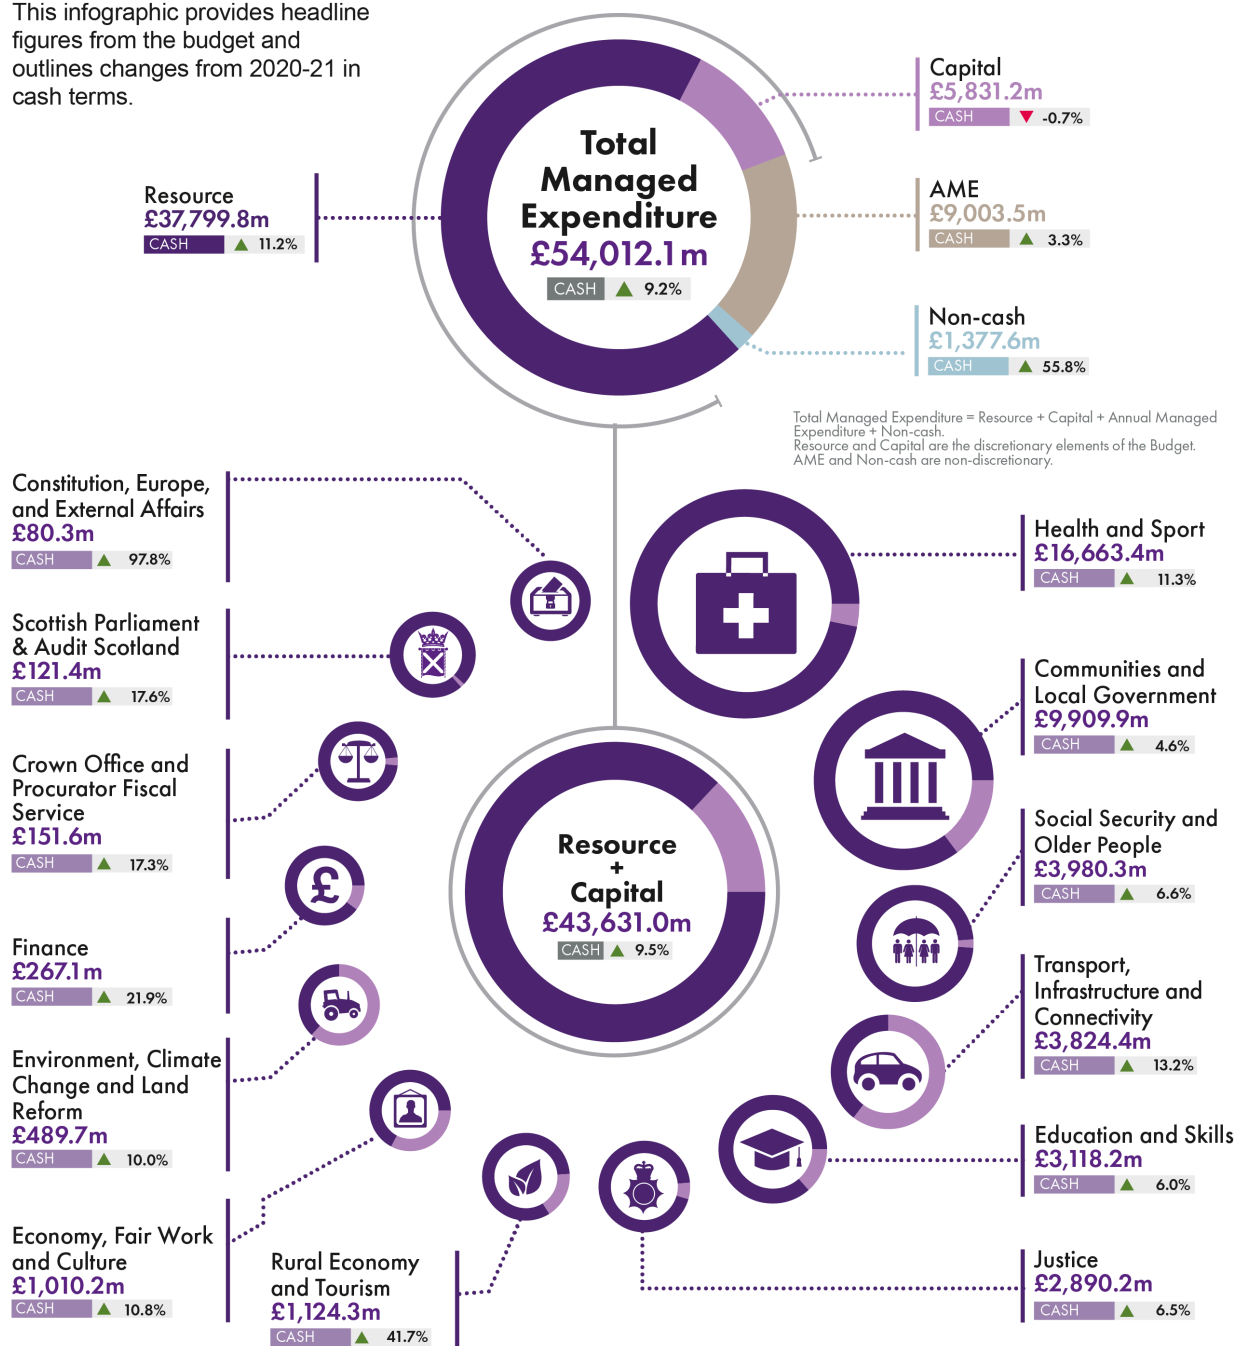 This infographic provides headline
figures from the budget and
outlines changes from 2020-21 in
cash terms.
Total
Managed
Expenditure
£54,012.1m
CASH 9.2%
Resource
£37,799.8m
CASH 11.2%
Capital
£5,831.2m
CASH -0.7%
AME
£9,003.5m
CASH 3.3%
Non-cash
£1,377.6m
CASH 55.8%
Total Managed Expenditure = Resource + Capital + Annual Managed
Expenditure + Non-cash.
Resource and Capital are the discretionary elements of the Budget.
AME and Non-cash are non-discretionary.
Constitution, Europe,
and External Affairs
£80.3m
CASH 97.8%
Scottish Parliament
& Audit Scotland
£121.4m
CASH 17.6%
Crown Office and
Procurator Fiscal
Service
£151.6m
CASH 17.3%
£
Finance
£267.1m
CASH 21.9%
Environment, Climate
Change and Land
Reform
£489.7m
CASH 10.0%
Economy, Fair Work
and Culture
£1,010.2m
CASH 10.8%
Rural Economy
and Tourism
£1,124.3m
CASH 41.7%
Resource
+
Capital
£43,631.0m
CASH 9.5%
Health and Sport
£16,663.4m
CASH 11.3%
Communities and
Local Government
£9,909.9m
CASH 4.6%
Social Security and
Older People
£3,980.3m
CASH 6.6%
Transport,
Infrastructure and
Connectivity
£3,824.4m
CASH 13.2%
Education and Skills
£3,118.2m
CASH 6.0%
Justice
£2,890.2m
CASH 6.5%